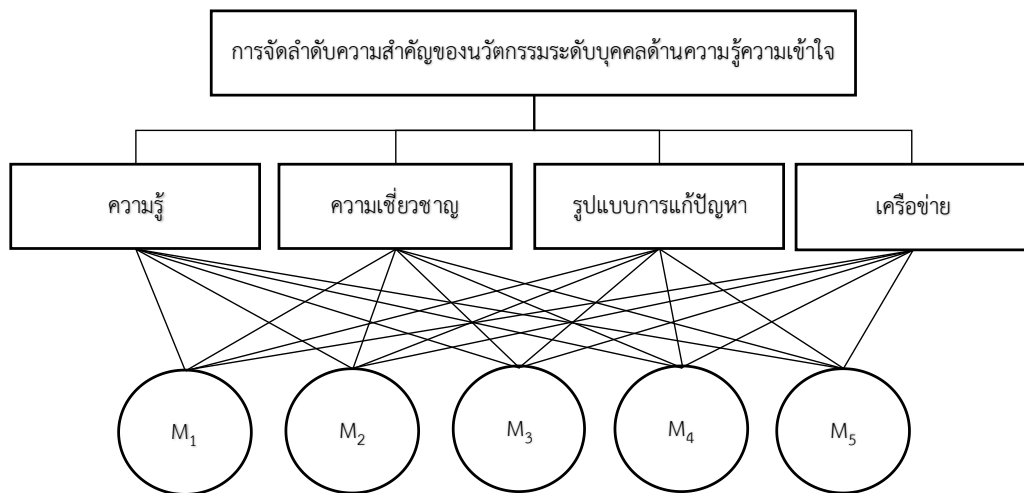 การจัดลำดับความสำคัญของนวัตกรรมระดับบุคคลด้านความรู้ความเข้าใจ
ความรู้
ความเชี่ยวชาญ
รูปแบบการแก้ปัญหา
เครือข่าย
M₁
M₂
M₃
M₄
M₅